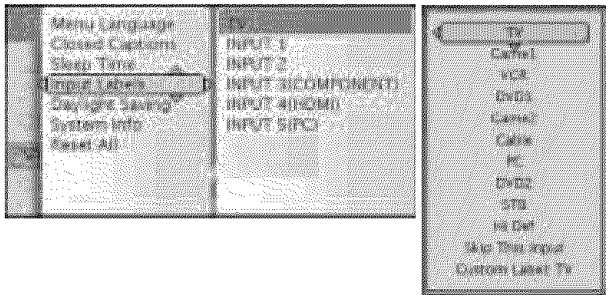 Menu Language
Closed Captions
Sleep Time
Input Labels
Daylight Saving
System Info
Reset All
TV
INPUT 1
INPUT 2
INPUT 3(COMPONENT)
INPUT 4(HDMI)
INPUT 5(PC)
TV
Game1
VCR
DVD1
Game2
Cable
PC
DVD2
STB
Hi Def
Skip This Input
Custom Label TV